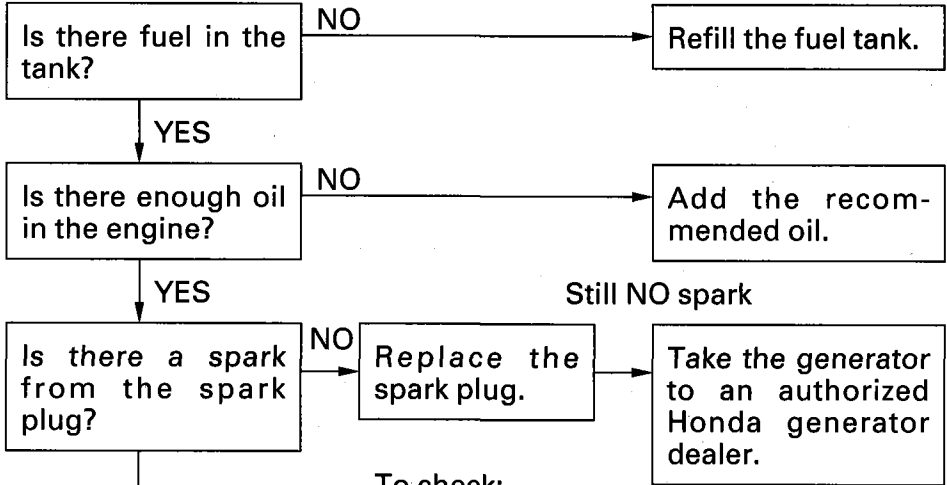 Is there fuel in the
tank?
NO
Refill the fuel tank.
YES
Is there enough oil
in the engine?
NO
Add the recom-
mended oil.
YES
Still NO spark
Is there a spark
from the spark
plug?
NO
Replace the
spark plug.
Take the generator
to an authorized
Honda generator
dealer.
To check: